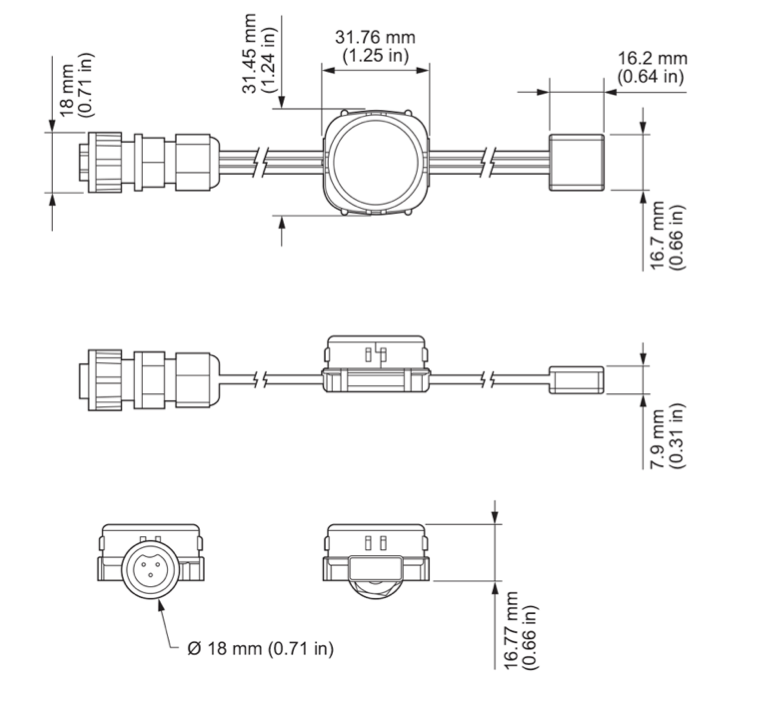 18 mm
(0.71 in)
31.45 mm
(1.24 in)
31.76 mm
(1.25 in)
16.2 mm
(0.64 in)
16.7 mm
(0.66 in)
7.9 mm
(0.31 in)
Ø 18 mm (0.71 in)
16.77 mm
(0.66 in)